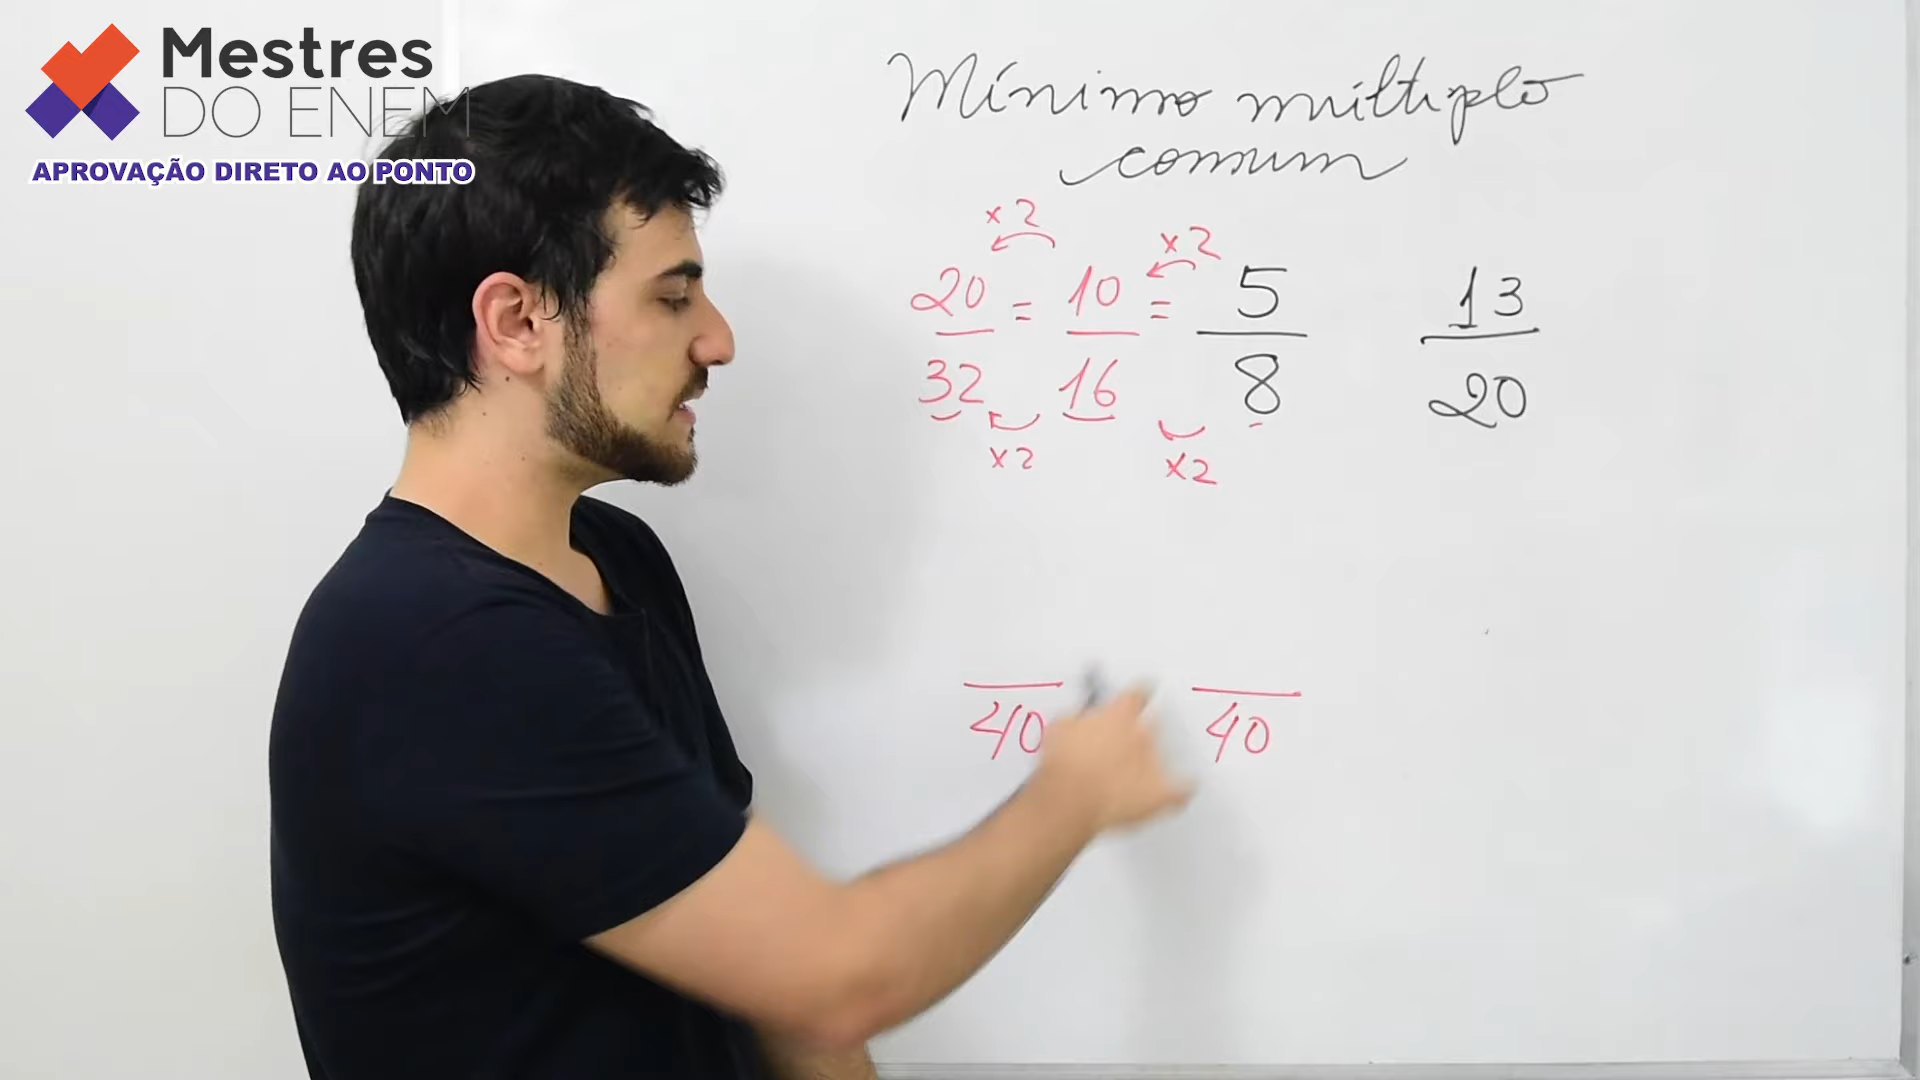 Mestres
DO ENEM
APROVAÇÃO DIRETO AO PONTO
Mínimo múltiplo
comum
x2
x2
20 = 10 = 5 13
32 16 8 20
x2 x2
40 40